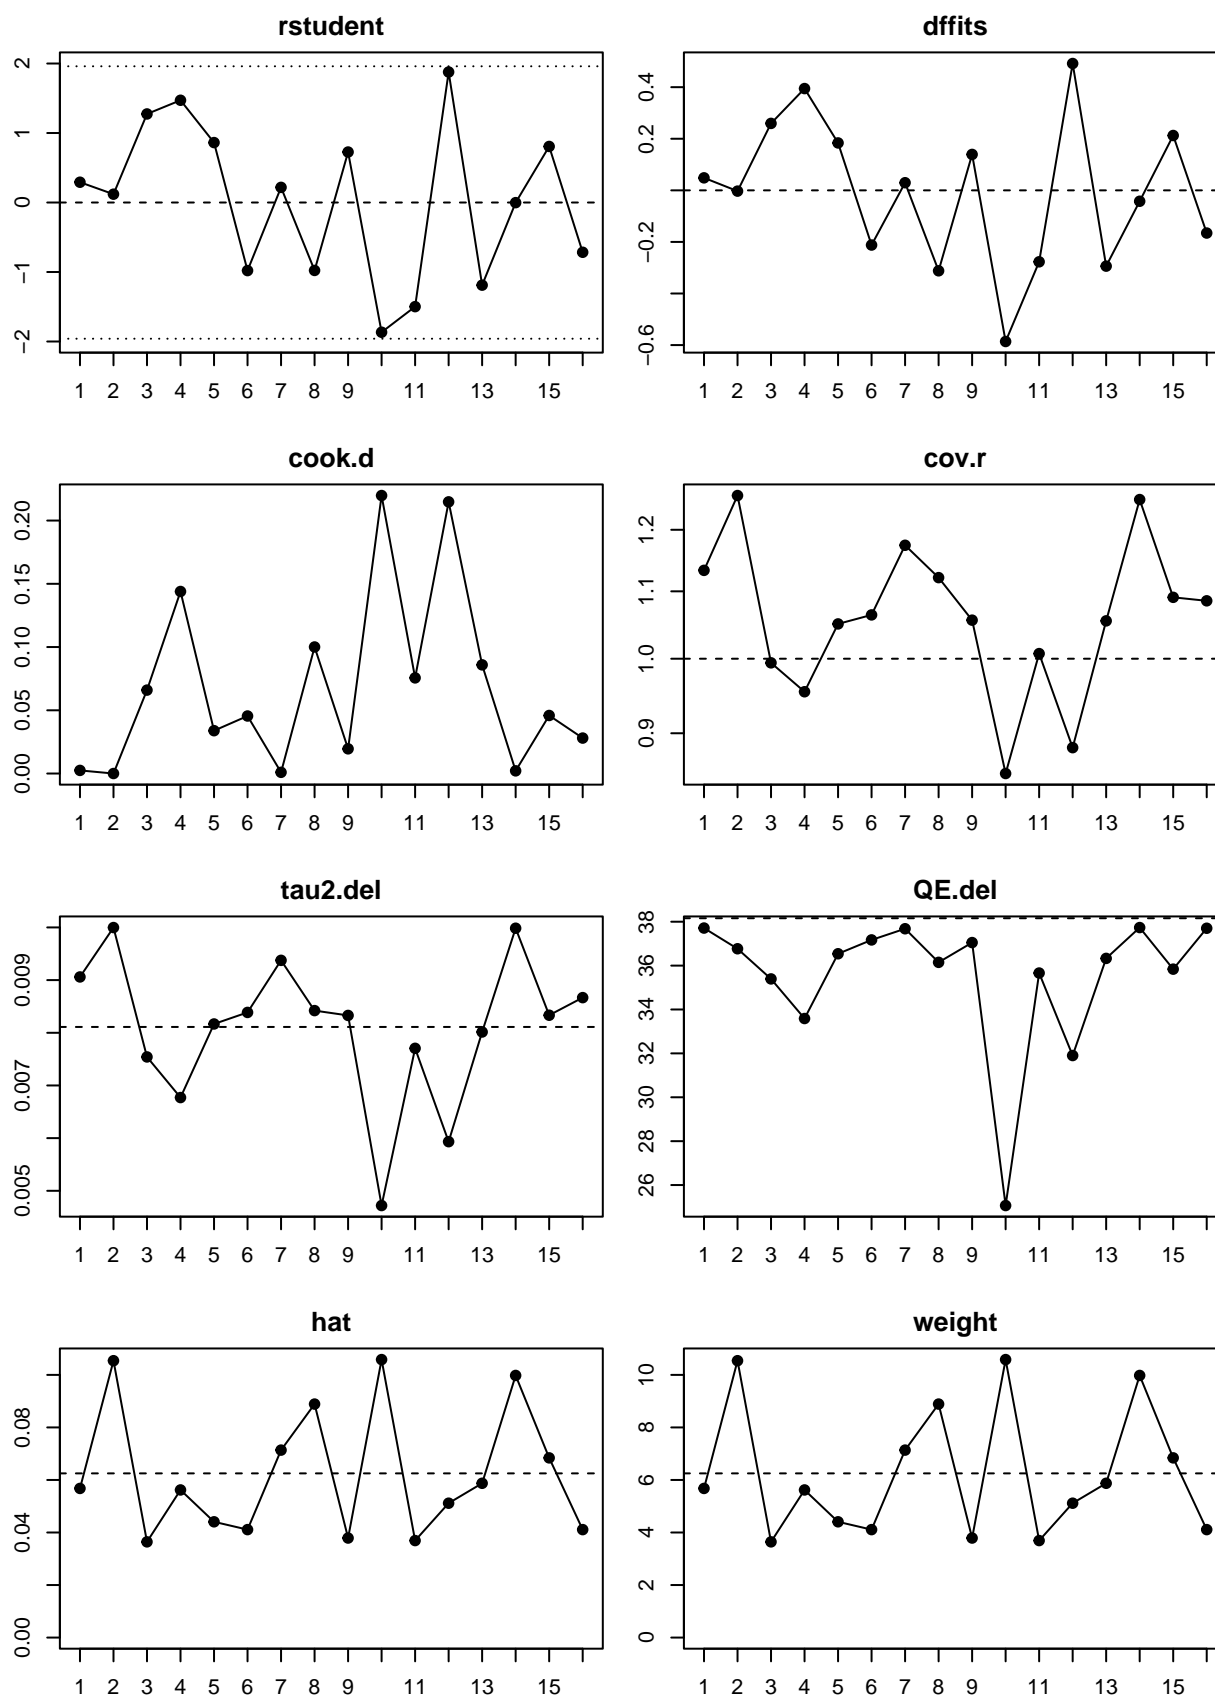 rstudent
2
1
0
−1
−2
1 2 3 4 5 6 7 8 9 11 13 15
dffits
0.4
0.2
−0.2
−0.6
1 2 3 4 5 6 7 8 9 11 13 15
cook.d
0.20
0.15
0.10
0.05
0.00
1 2 3 4 5 6 7 8 9 11 13 15
cov.r
1.2
1.1
1.0
0.9
1 2 3 4 5 6 7 8 9 11 13 15
tau2.del
0.009
0.007
0.005
1 2 3 4 5 6 7 8 9 11 13 15
QE.del
38
36
34
32
30
28
26
1 2 3 4 5 6 7 8 9 11 13 15
hat
0.08
0.04
0.00
1 2 3 4 5 6 7 8 9 11 13 15
weight
10
8
6
4
2
0
1 2 3 4 5 6 7 8 9 11 13 15